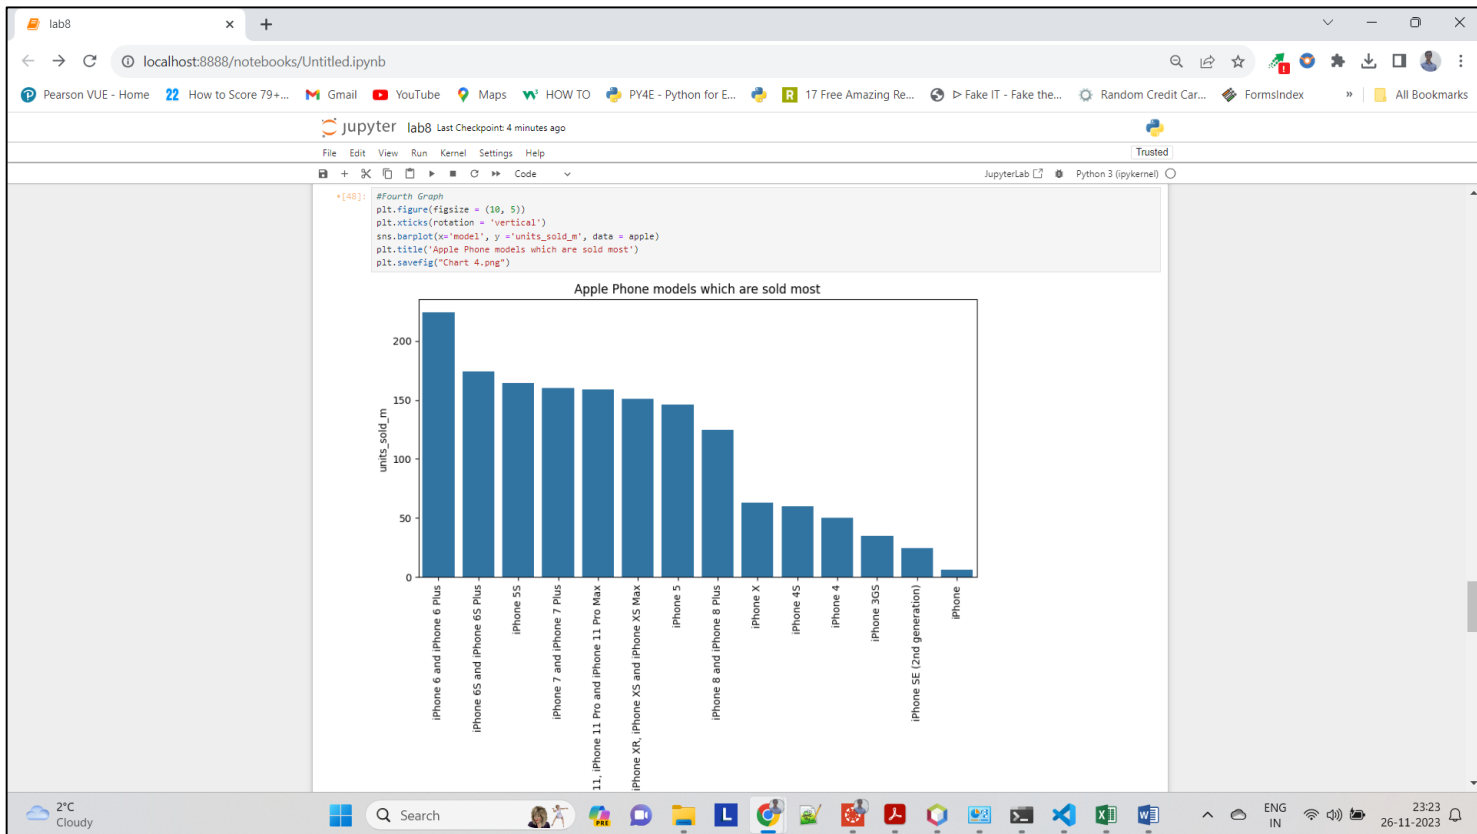 lab8
localhost:8888/notebooks/Untitled.ipynb
Pearson VUE - Home 22 How to Score 79+... Gmail YouTube Maps HOW TO PY4E - Python for E... R 17 Free Amazing Re... ▷ Fake IT - Fake the... Random Credit Car... FormsIndex » All Bookmarks
jupyter lab8 Last Checkpoint: 4 minutes ago
File Edit View Run Kernel Settings Help Trusted
Code JupyterLab Python 3 (ipykernel)
•[48]: #Fourth Graph
plt.figure(figsize = (10, 5))
plt.xticks(rotation = 'vertical')
sns.barplot(x='model', y ='units_sold_m', data = apple)
plt.title('Apple Phone models which are sold most')
plt.savefig("Chart 4.png")
Apple Phone models which are sold most
200
150
100
50
0
units_sold_m
iPhone 6 and iPhone 6 Plus
iPhone 6S and iPhone 6S Plus
iPhone 5S
iPhone 7 and iPhone 7 Plus
11, iPhone 11 Pro and iPhone 11 Pro Max
iPhone XR, iPhone XS and iPhone XS Max
iPhone 5
iPhone 8 and iPhone 8 Plus
iPhone X
iPhone 4S
iPhone 4
iPhone 3GS
iPhone SE (2nd generation)
iPhone
2°C
Cloudy
Search
PRE
L
ENG
IN
23:23
26-11-2023